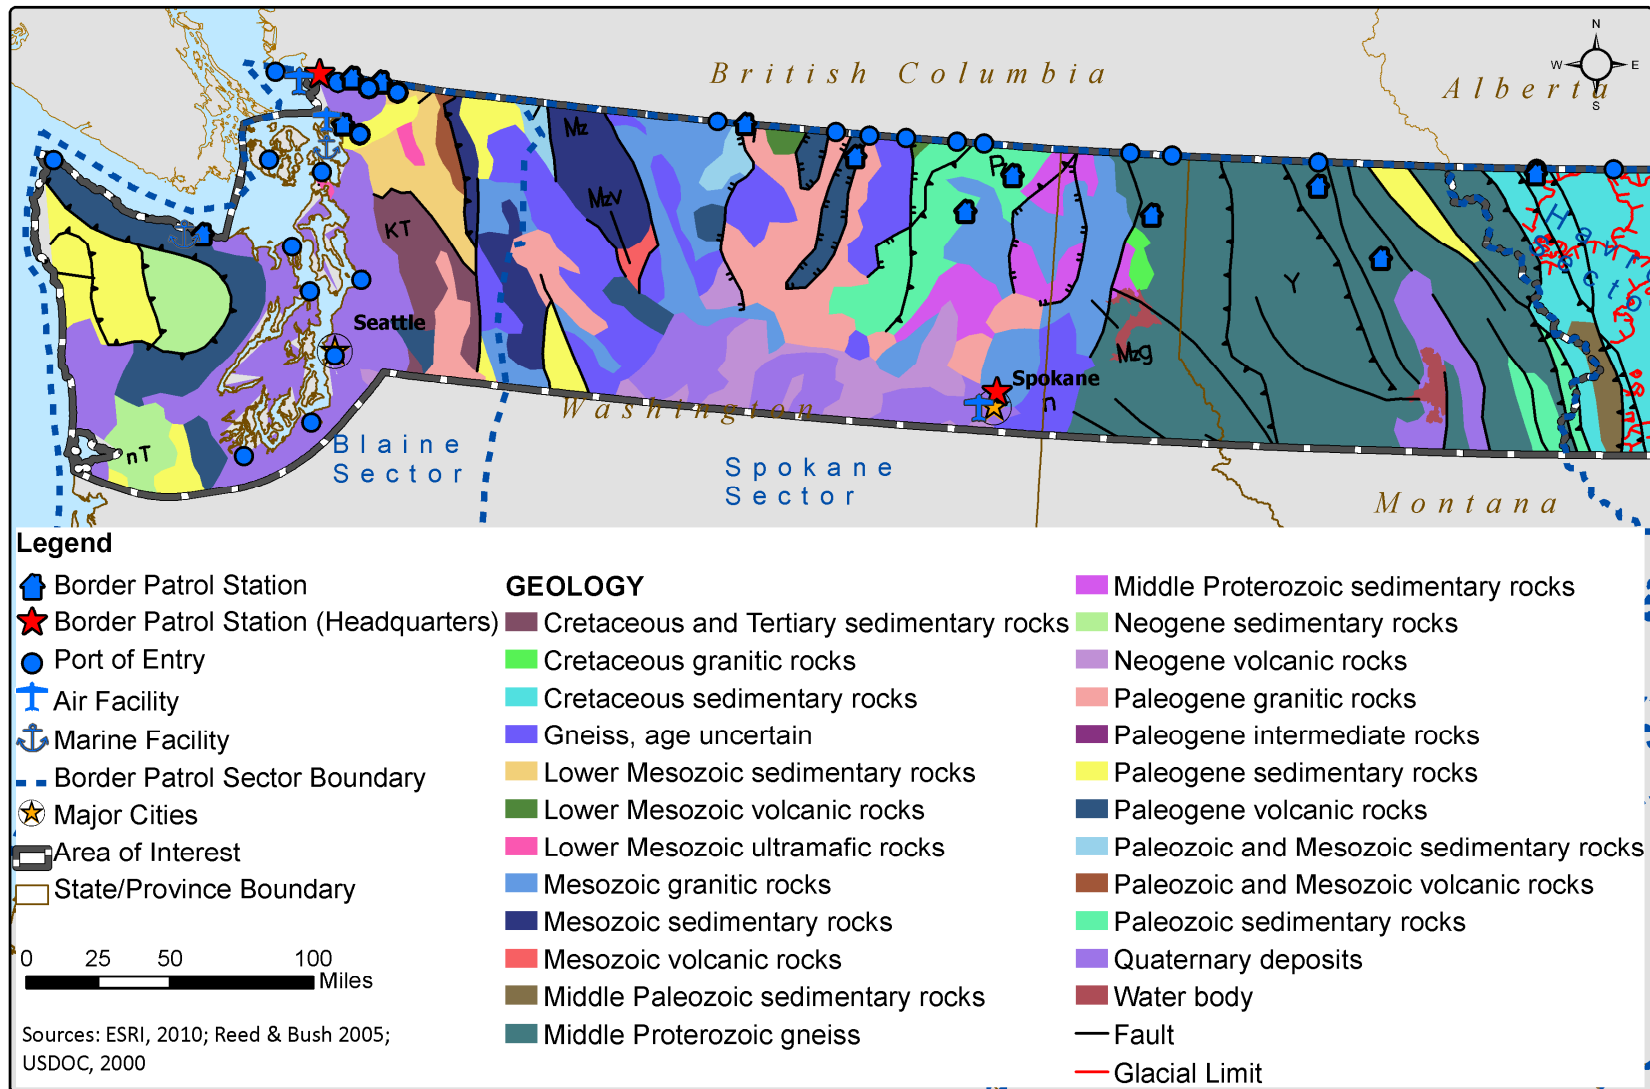 N
W E
S
British Columbia
Alberta
Mz
Mzv
KT
P
Y
Havre
Sector
Seattle
Mzg
Spokane
n
Washington
nT
Blaine
Sector
Spokane
Sector
Montana
Legend
Border Patrol Station
Border Patrol Station (Headquarters)
Port of Entry
Air Facility
Marine Facility
Border Patrol Sector Boundary
Major Cities
Area of Interest
State/Province Boundary
0 25 50 100
Miles
Sources: ESRI, 2010; Reed & Bush 2005;
USDOC, 2000
GEOLOGY
Cretaceous and Tertiary sedimentary rocks
Cretaceous granitic rocks
Cretaceous sedimentary rocks
Gneiss, age uncertain
Lower Mesozoic sedimentary rocks
Lower Mesozoic volcanic rocks
Lower Mesozoic ultramafic rocks
Mesozoic granitic rocks
Mesozoic sedimentary rocks
Mesozoic volcanic rocks
Middle Paleozoic sedimentary rocks
Middle Proterozoic gneiss
Middle Proterozoic sedimentary rocks
Neogene sedimentary rocks
Neogene volcanic rocks
Paleogene granitic rocks
Paleogene intermediate rocks
Paleogene sedimentary rocks
Paleogene volcanic rocks
Paleozoic and Mesozoic sedimentary rocks
Paleozoic and Mesozoic volcanic rocks
Paleozoic sedimentary rocks
Quaternary deposits
Water body
Fault
Glacial Limit